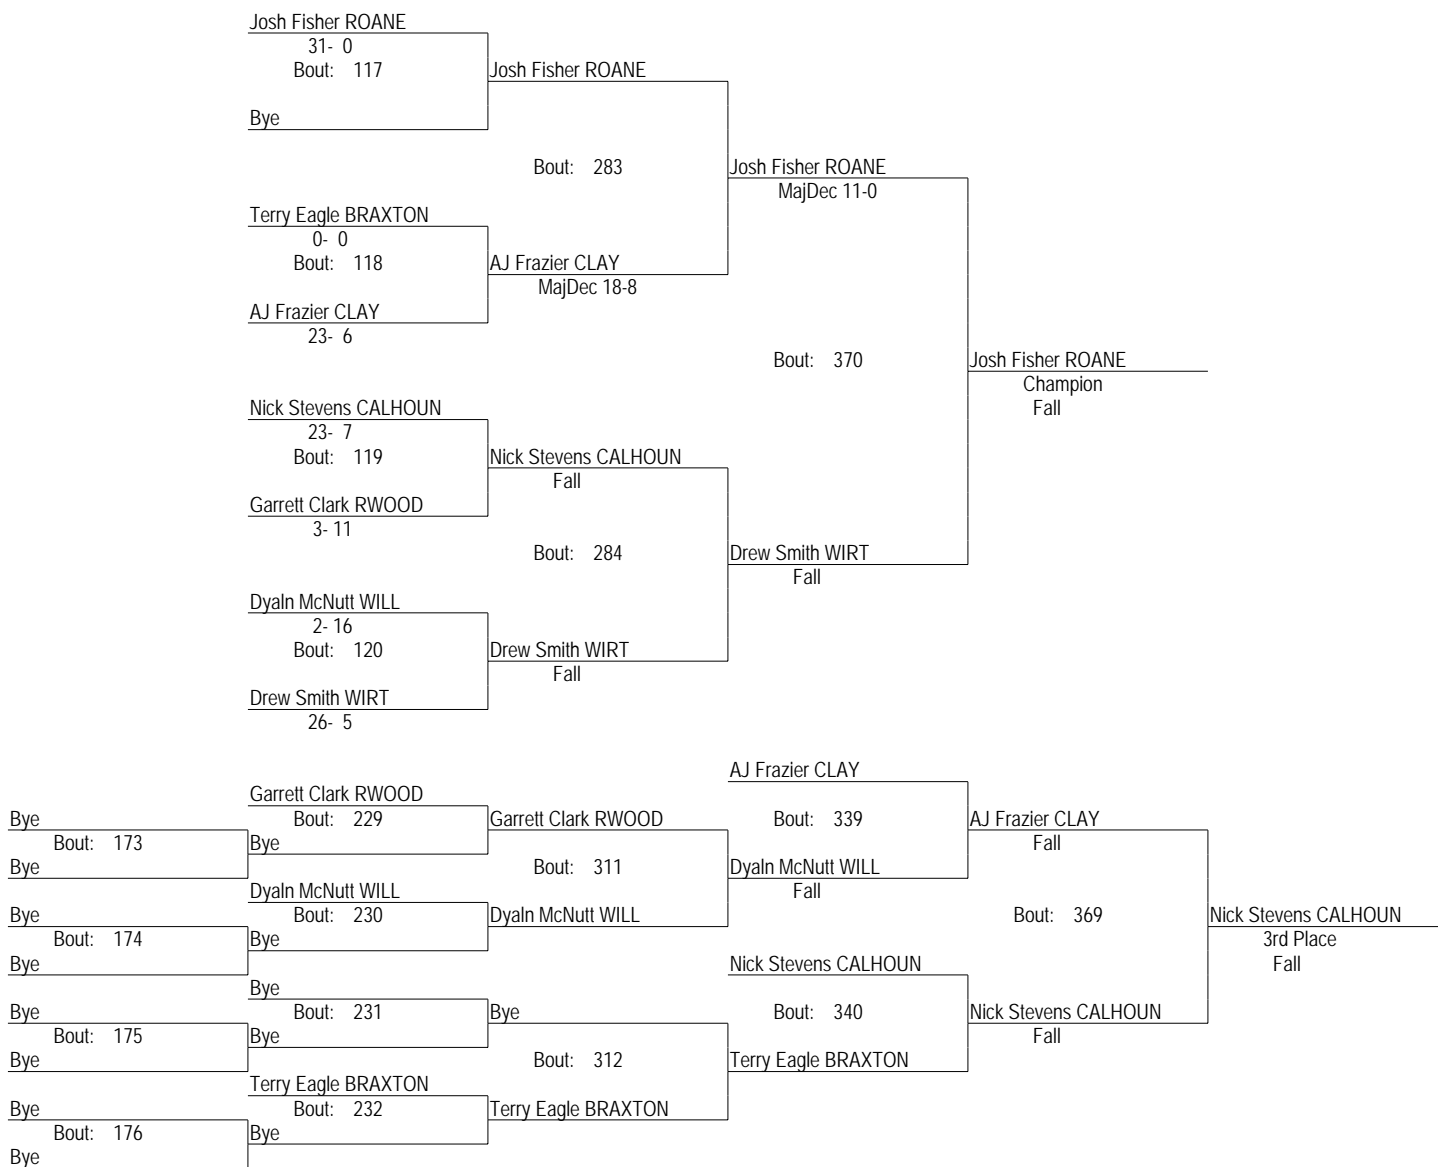 Josh Fisher ROANE
31- 0
Bout: 117
Josh Fisher ROANE
Bye
Bout: 283
Josh Fisher ROANE
MajDec 11-0
Terry Eagle BRAXTON
0- 0
Bout: 118
AJ Frazier CLAY
MajDec 18-8
AJ Frazier CLAY
23- 6
Bout: 370
Josh Fisher ROANE
Champion
Fall
Nick Stevens CALHOUN
23- 7
Bout: 119
Nick Stevens CALHOUN
Fall
Garrett Clark RWOOD
3- 11
Bout: 284
Drew Smith WIRT
Fall
Dyaln McNutt WILL
2- 16
Bout: 120
Drew Smith WIRT
Fall
Drew Smith WIRT
26- 5
AJ Frazier CLAY
Garrett Clark RWOOD
Bye
Bout: 229
Garrett Clark RWOOD
Bout: 339
AJ Frazier CLAY
Bout: 173
Bye
Fall
Bye
Bout: 311
Dyaln McNutt WILL
Dyaln McNutt WILL
Fall
Bye
Bout: 230
Dyaln McNutt WILL
Bout: 369
Nick Stevens CALHOUN
Bout: 174
Bye
3rd Place
Bye
Nick Stevens CALHOUN
Fall
Bye
Bye
Bout: 231
Bye
Bout: 340
Nick Stevens CALHOUN
Bout: 175
Bye
Fall
Bye
Bout: 312
Terry Eagle BRAXTON
Terry Eagle BRAXTON
Bye
Bout: 232
Terry Eagle BRAXTON
Bout: 176
Bye
Bye